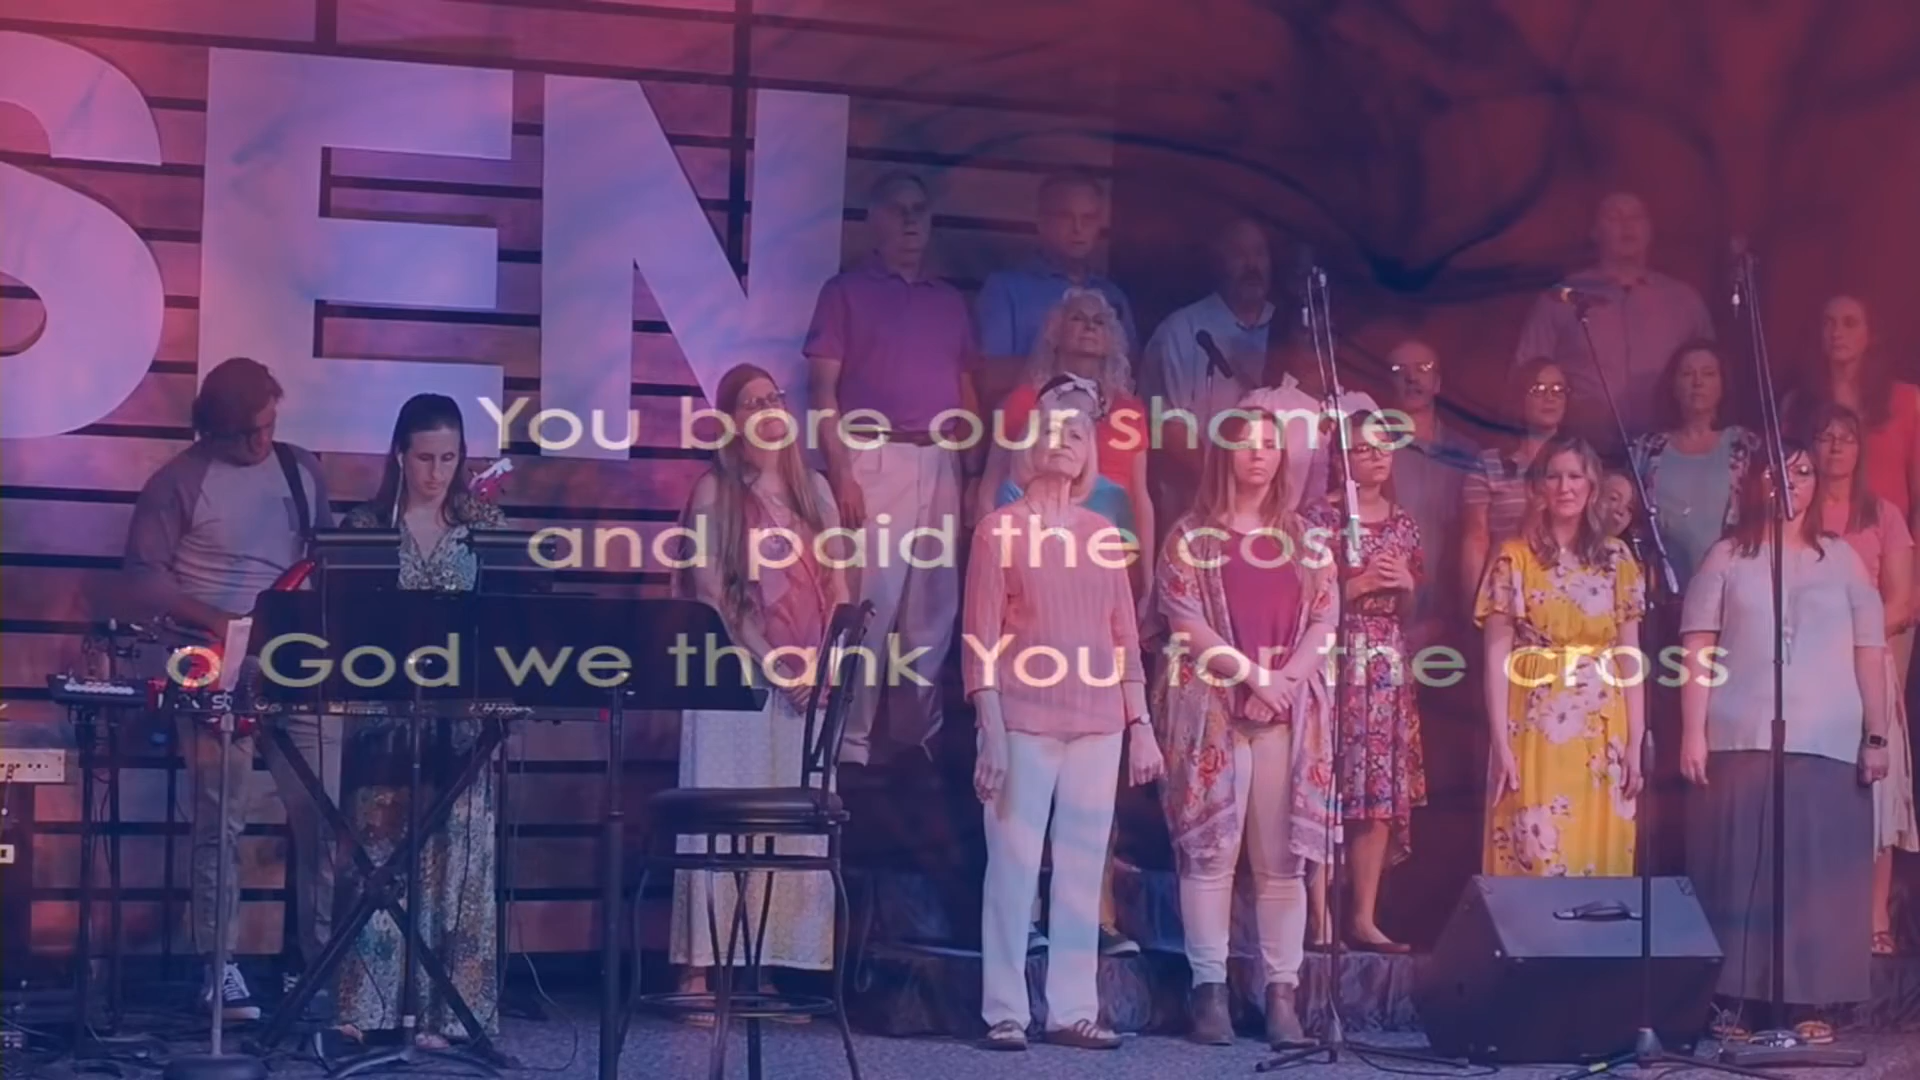 SEN
You bore our shame
and paid the cost
o God we thank You for the cross